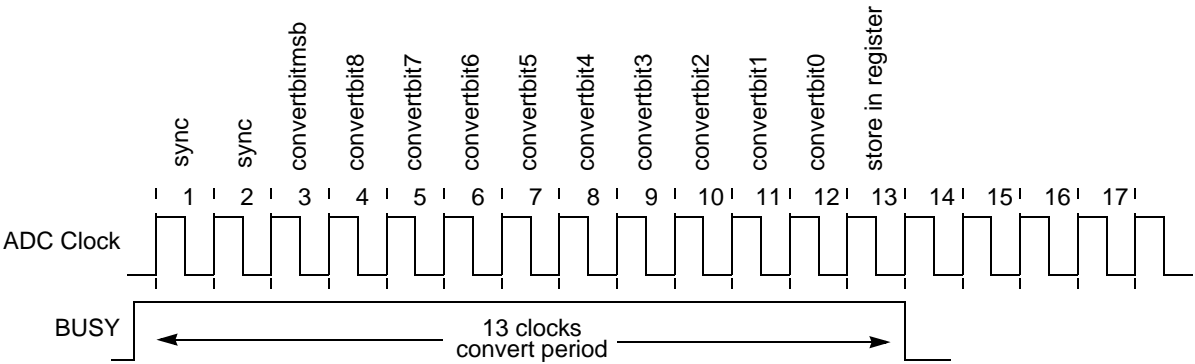 sync
sync
convertbitmsb
convertbit8
convertbit7
convertbit6
convertbit5
convertbit4
convertbit3
convertbit2
convertbit1
convertbit0
store in register
1 2 3 4 5 6 7 8 9 10 11 12 13 14 15 16 17
ADC Clock
BUSY
13 clocks
convert period